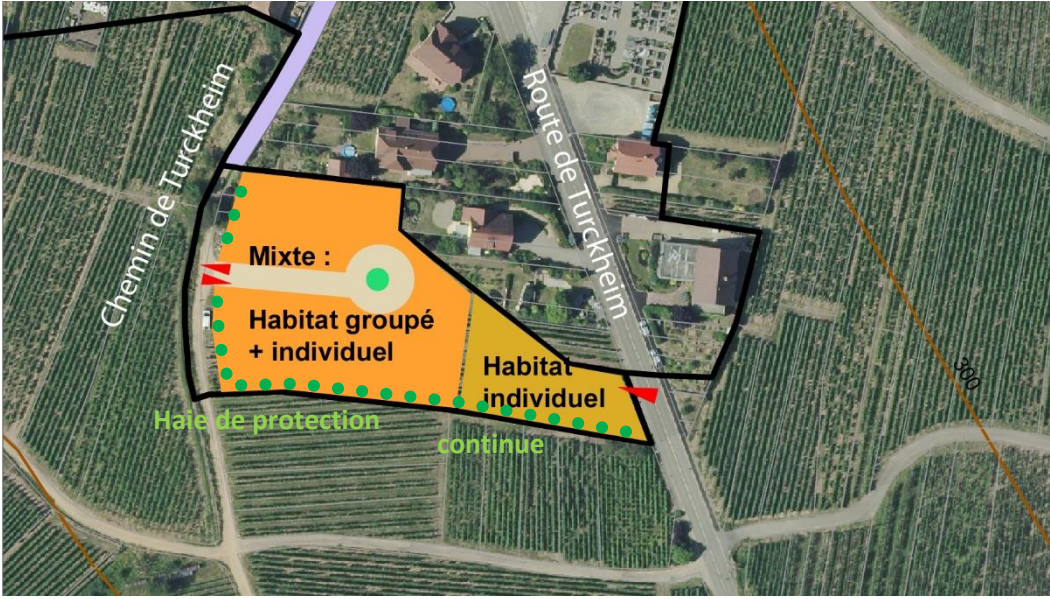 Chemin de Turckheim
Route de Turckheim
Mixte :
Habitat groupé
+ individuel
Habitat
individuel
300
Haie de protection
continue